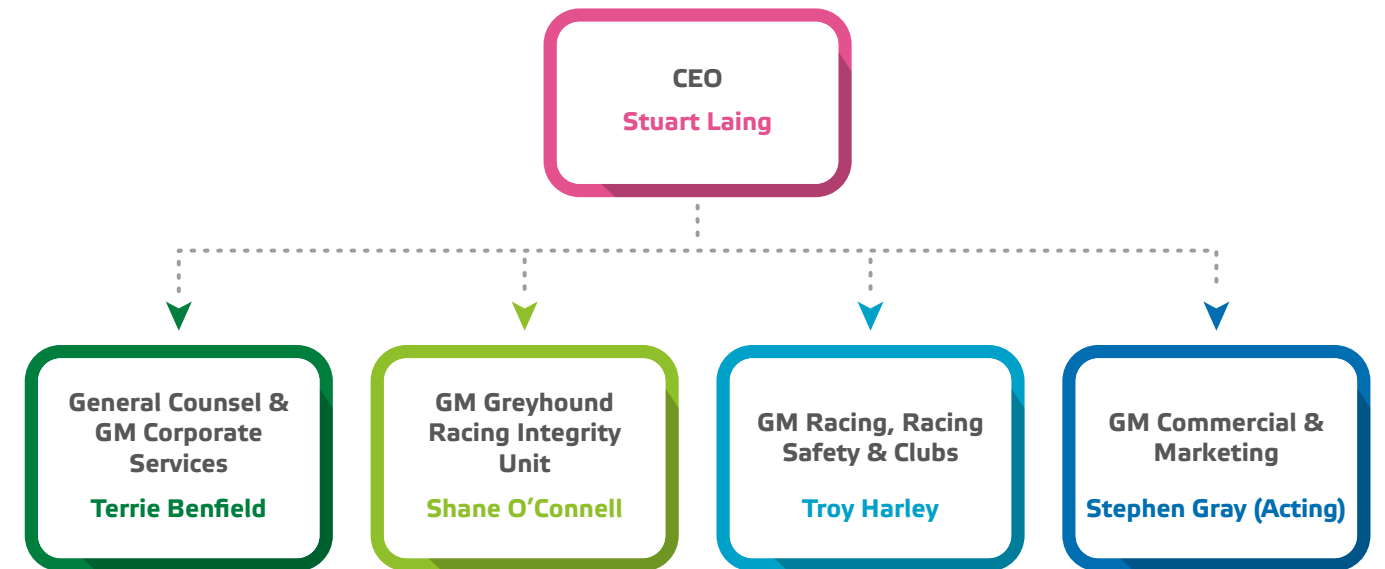 CEO
Stuart Laing
General Counsel &
GM Corporate
Services
Terrie Benfield
GM Greyhound
Racing Integrity
Unit
Shane O’Connell
GM Racing, Racing
Safety & Clubs
Troy Harley
GM Commercial &
Marketing
Stephen Gray (Acting)